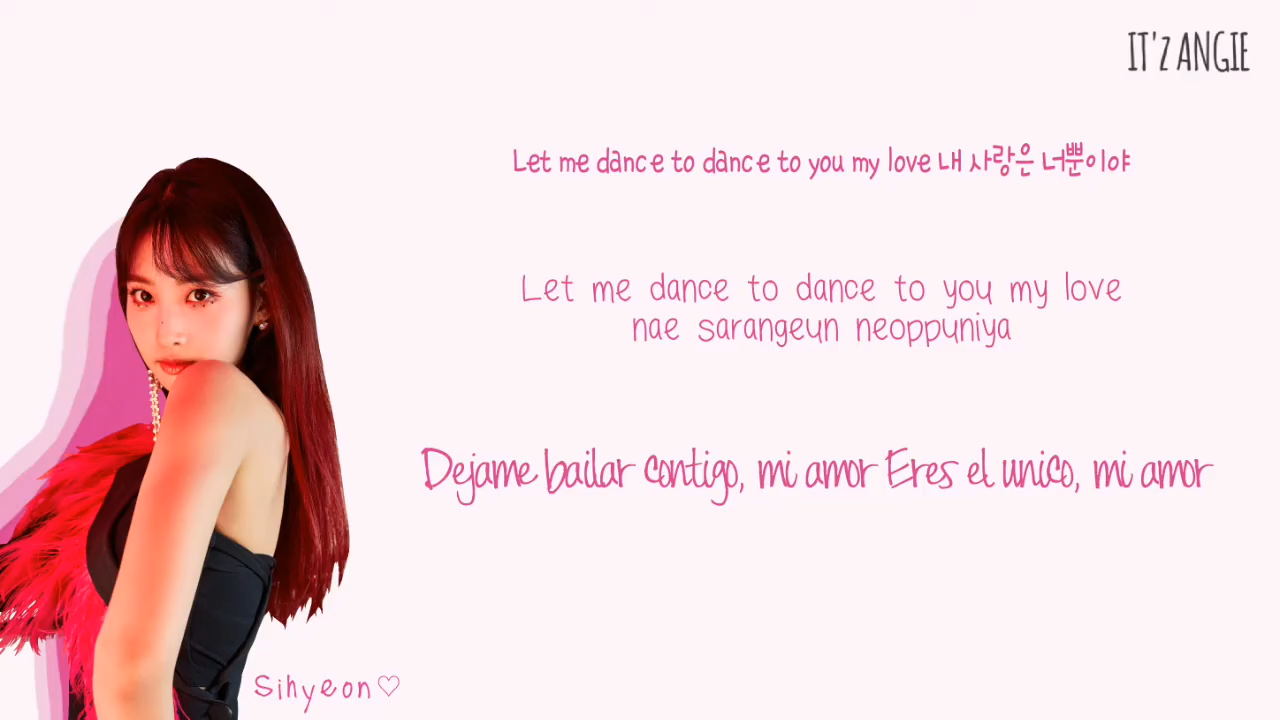 IT'z ANGIE
Let me dance to dance to you my love 내 사랑은 너뿐이야
Let me dance to dance to you my love
nae sarangeun neoppuniya
Dejame bailar contigo, mi amor Eres el unico, mi amor
Sihyeon♡